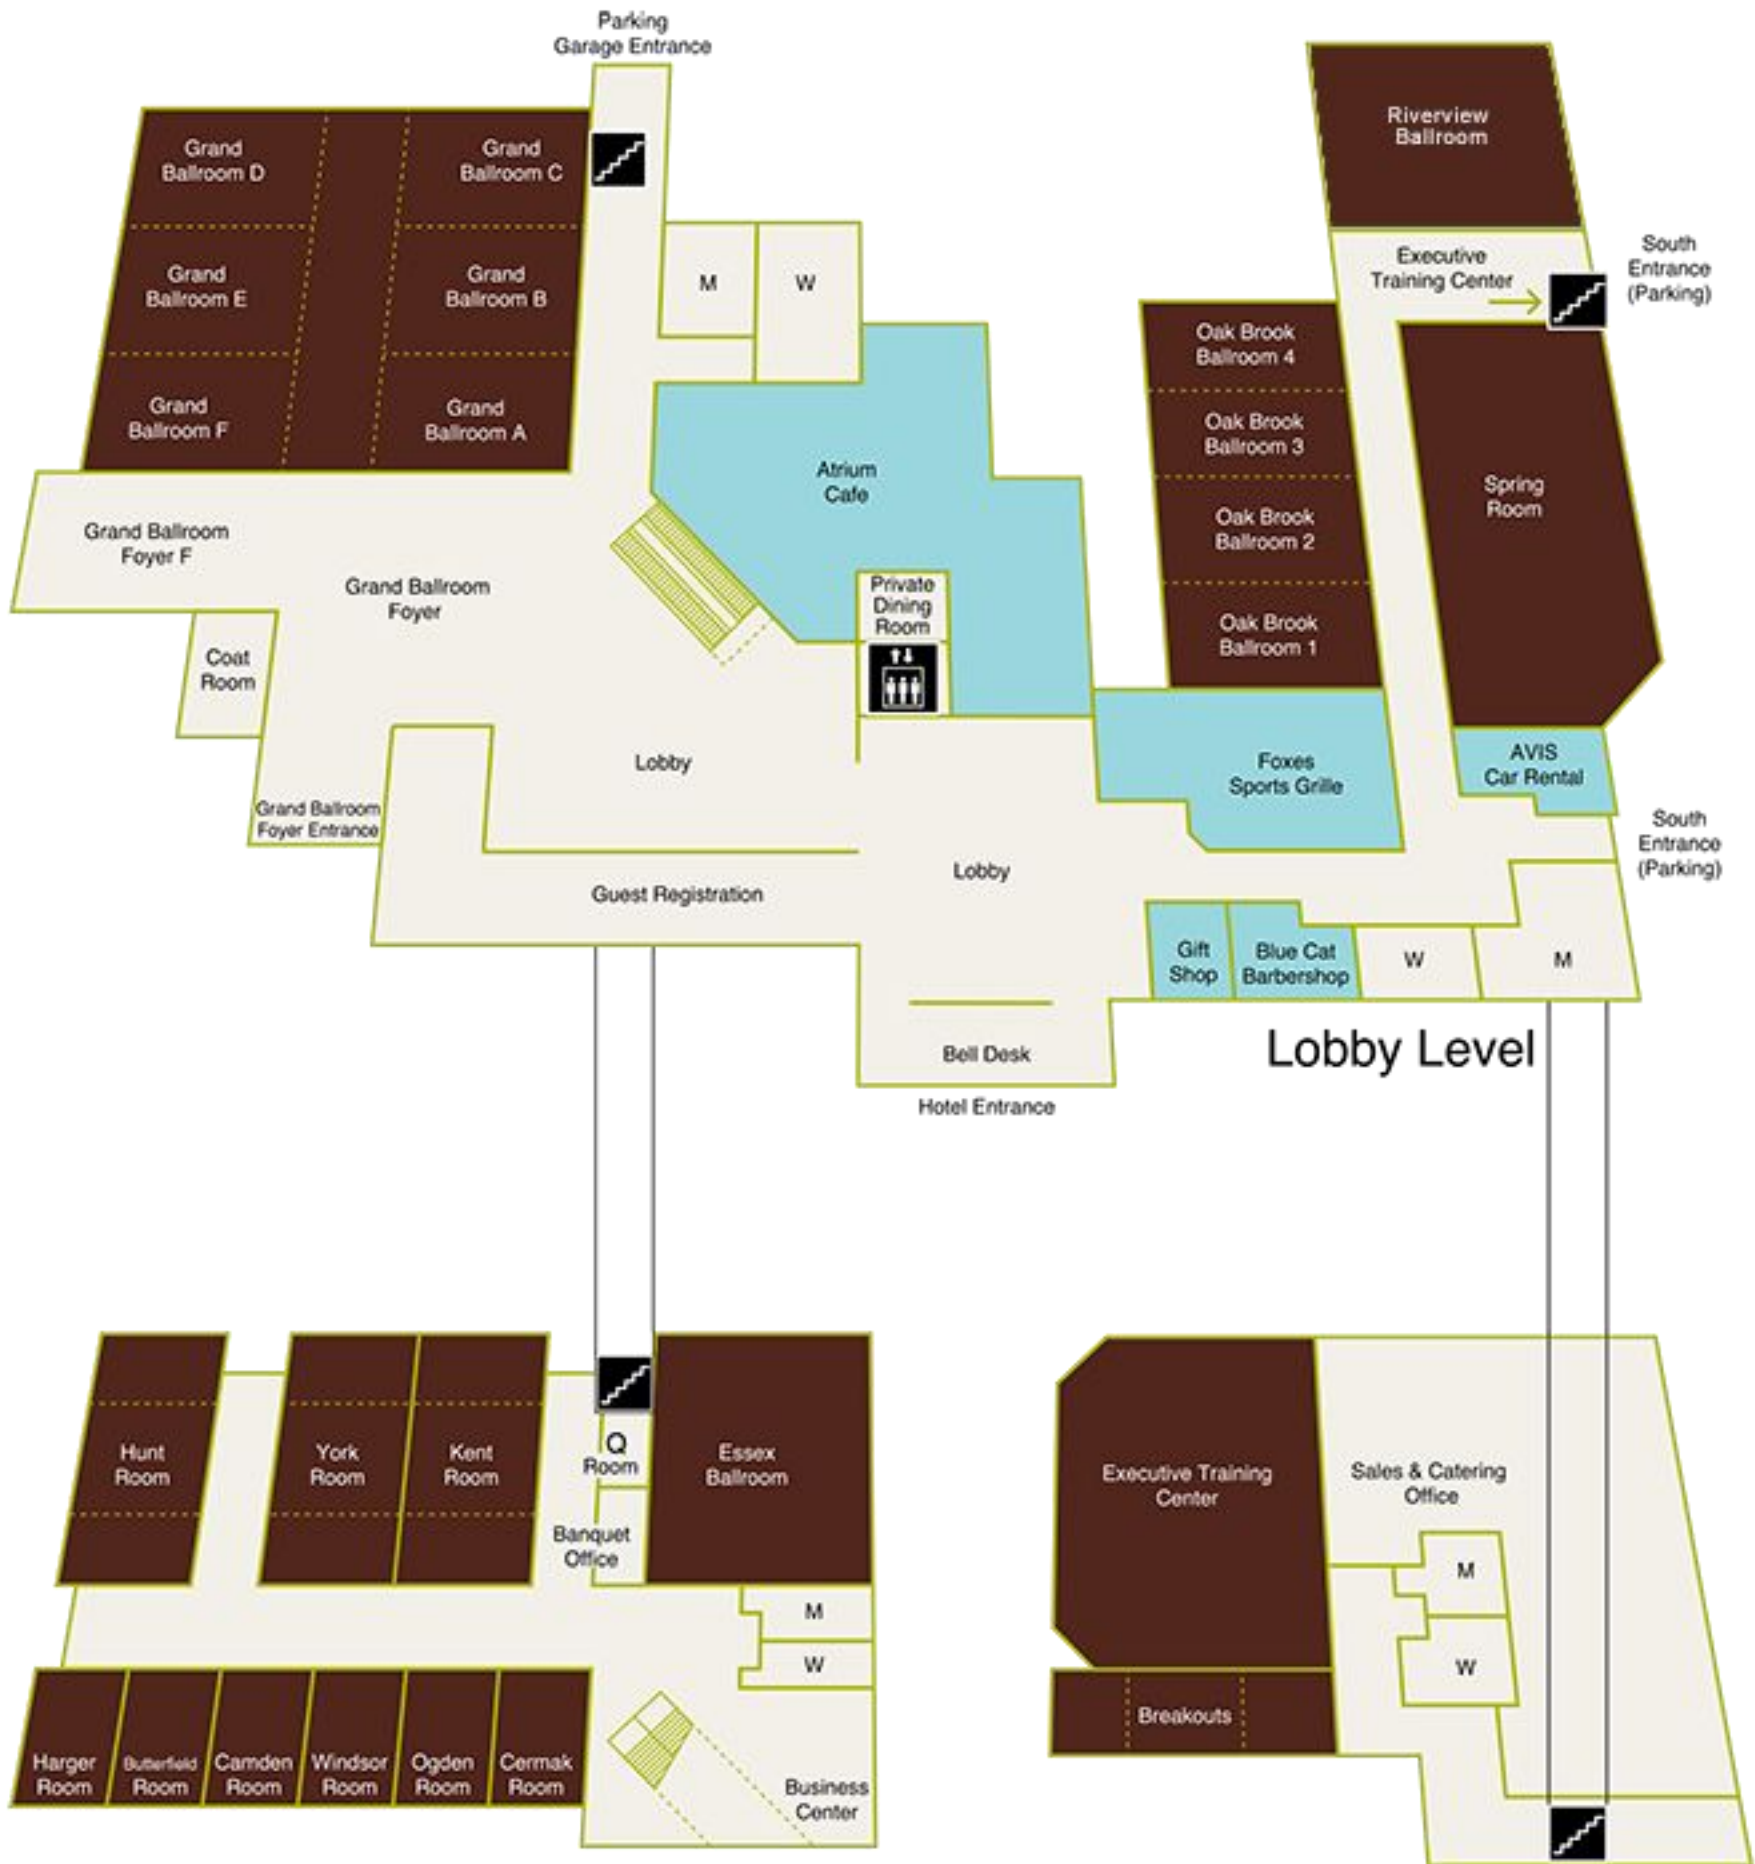 Parking
Garage Entrance
Grand
Ballroom D
Grand
Ballroom C
Grand
Ballroom E
Grand
Ballroom B
Grand
Ballroom F
Grand
Ballroom A
M
W
Riverview
Ballroom
Executive
Training Center
South
Entrance
(Parking)
Oak Brook
Ballroom 4
Oak Brook
Ballroom 3
Oak Brook
Ballroom 2
Oak Brook
Ballroom 1
Spring
Room
Atrium
Cafe
Private
Dining
Room
Grand Ballroom
Foyer F
Grand Ballroom
Foyer
Coat
Room
Grand Ballroom
Foyer Entrance
Lobby
Foxes
Sports Grille
AVIS
Car Rental
South
Entrance
(Parking)
Lobby
Guest Registration
Gift
Shop
Blue Cat
Barbershop
W
M
Bell Desk
Hotel Entrance
Lobby Level
Hunt
Room
York
Room
Kent
Room
Q
Room
Banquet
Office
Essex
Ballroom
M
W
Harger
Room
Butterfield
Room
Camden
Room
Windsor
Room
Ogden
Room
Cermak
Room
Business
Center
Executive Training
Center
Sales & Catering
Office
M
W
Breakouts